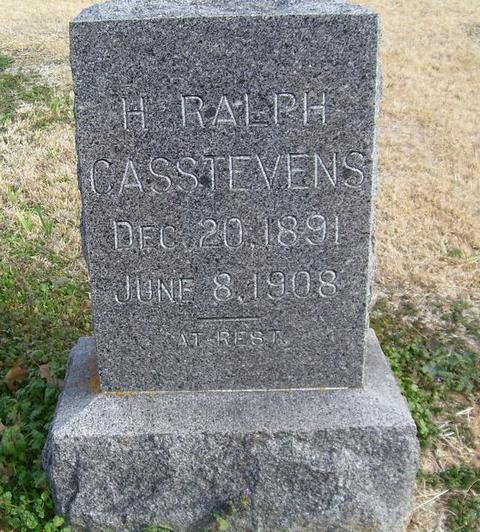 H RALPH
CASSTEVENS
DEC. 20, 1891
JUNE 8, 1908
AT REST.